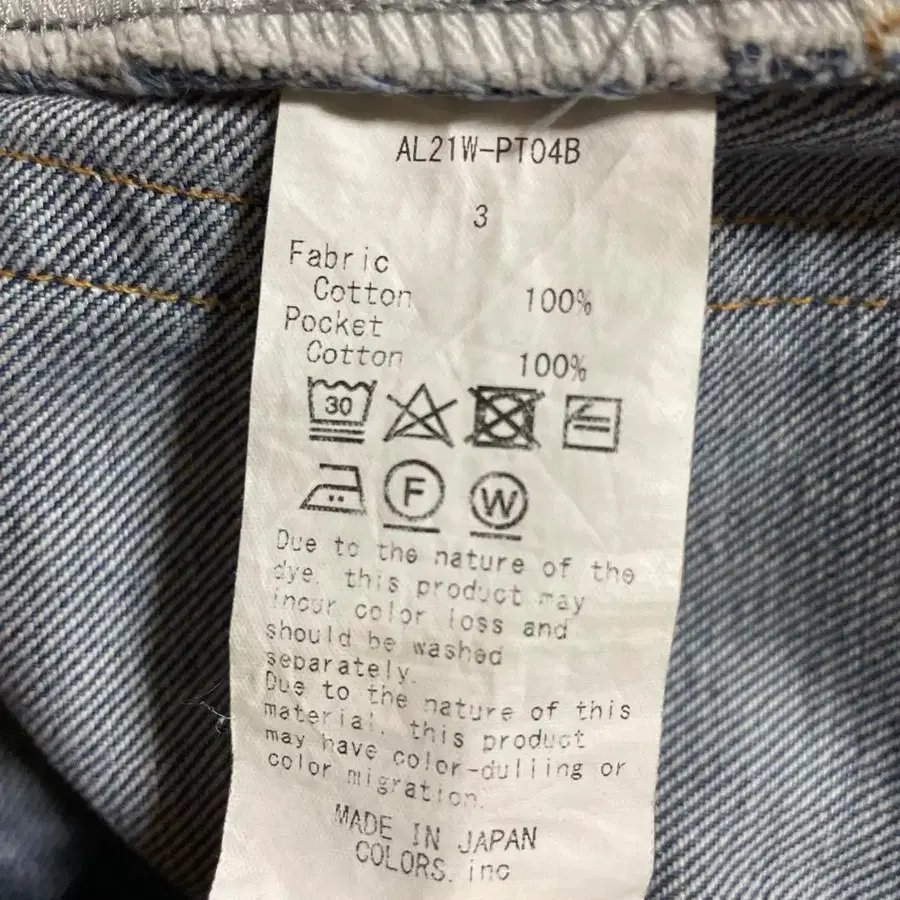 AL21W-PT04B
3
Fabric
Cotton 100%
Pocket
Cotton 100%
30
F W
Due to the nature of the
dye, this product may
incur color loss and
should be washed
separately.
Due to the nature of this
material, this product
may have color-dulling or
color migration.
MADE IN JAPAN
COLORS. inc